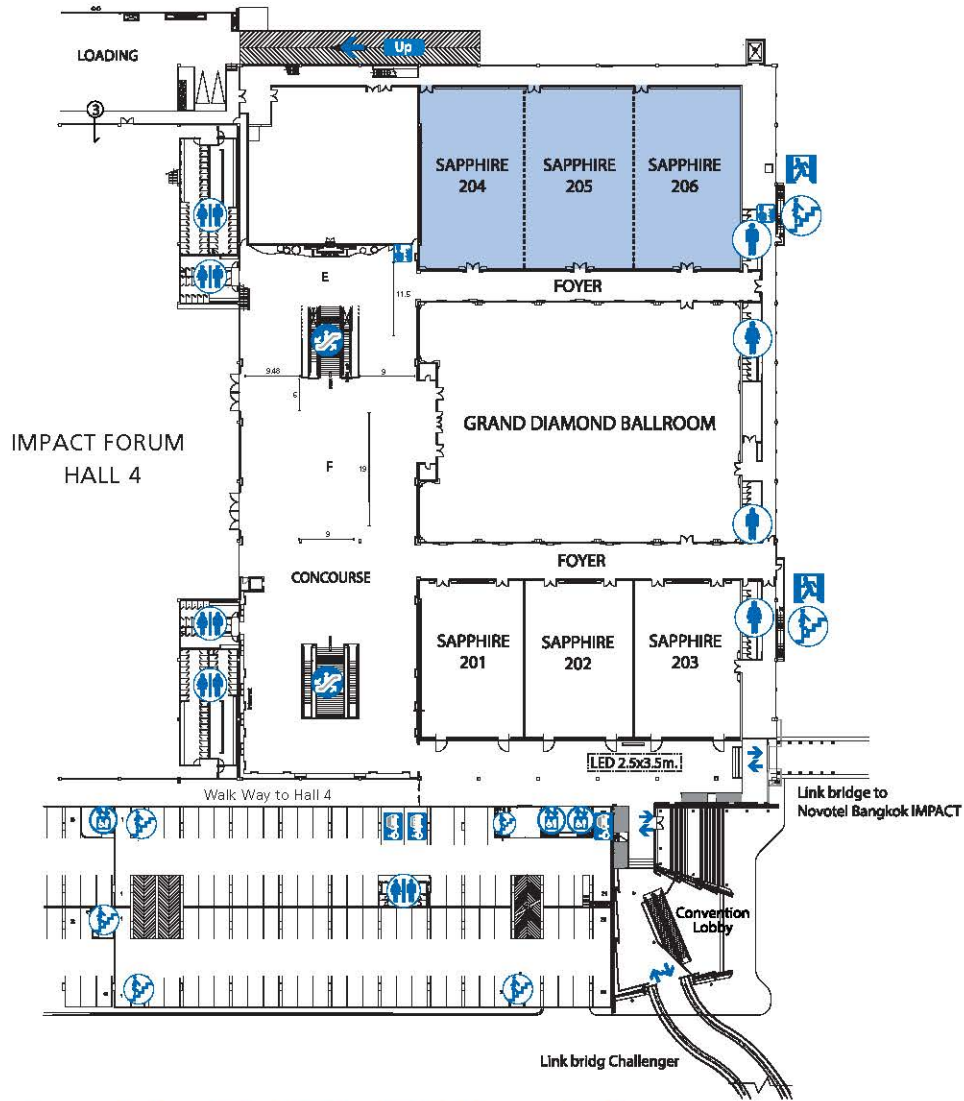 LOADING
Up
3
SAPPHIRE
204
SAPPHIRE
205
SAPPHIRE
206
E
11.5
FOYER
9.48
9
6
IMPACT FORUM
HALL 4
GRAND DIAMOND BALLROOM
F
19
9
FOYER
CONCOURSE
SAPPHIRE
201
SAPPHIRE
202
SAPPHIRE
203
LED 2.5x3.5m.
Walk Way to Hall 4
Link bridge to
Novotel Bangkok IMPACT
Convention
Lobby
Link bridg Challenger